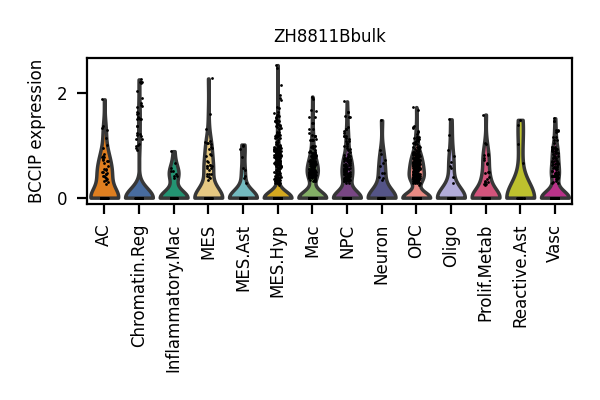 ZH8811Bbulk
BCCIP expression
2
0
AC
Chromatin.Reg
Inflammatory.Mac
MES
MES.Ast
MES.Hyp
Mac
NPC
Neuron
OPC
Oligo
Prolif.Metab
Reactive.Ast
Vasc